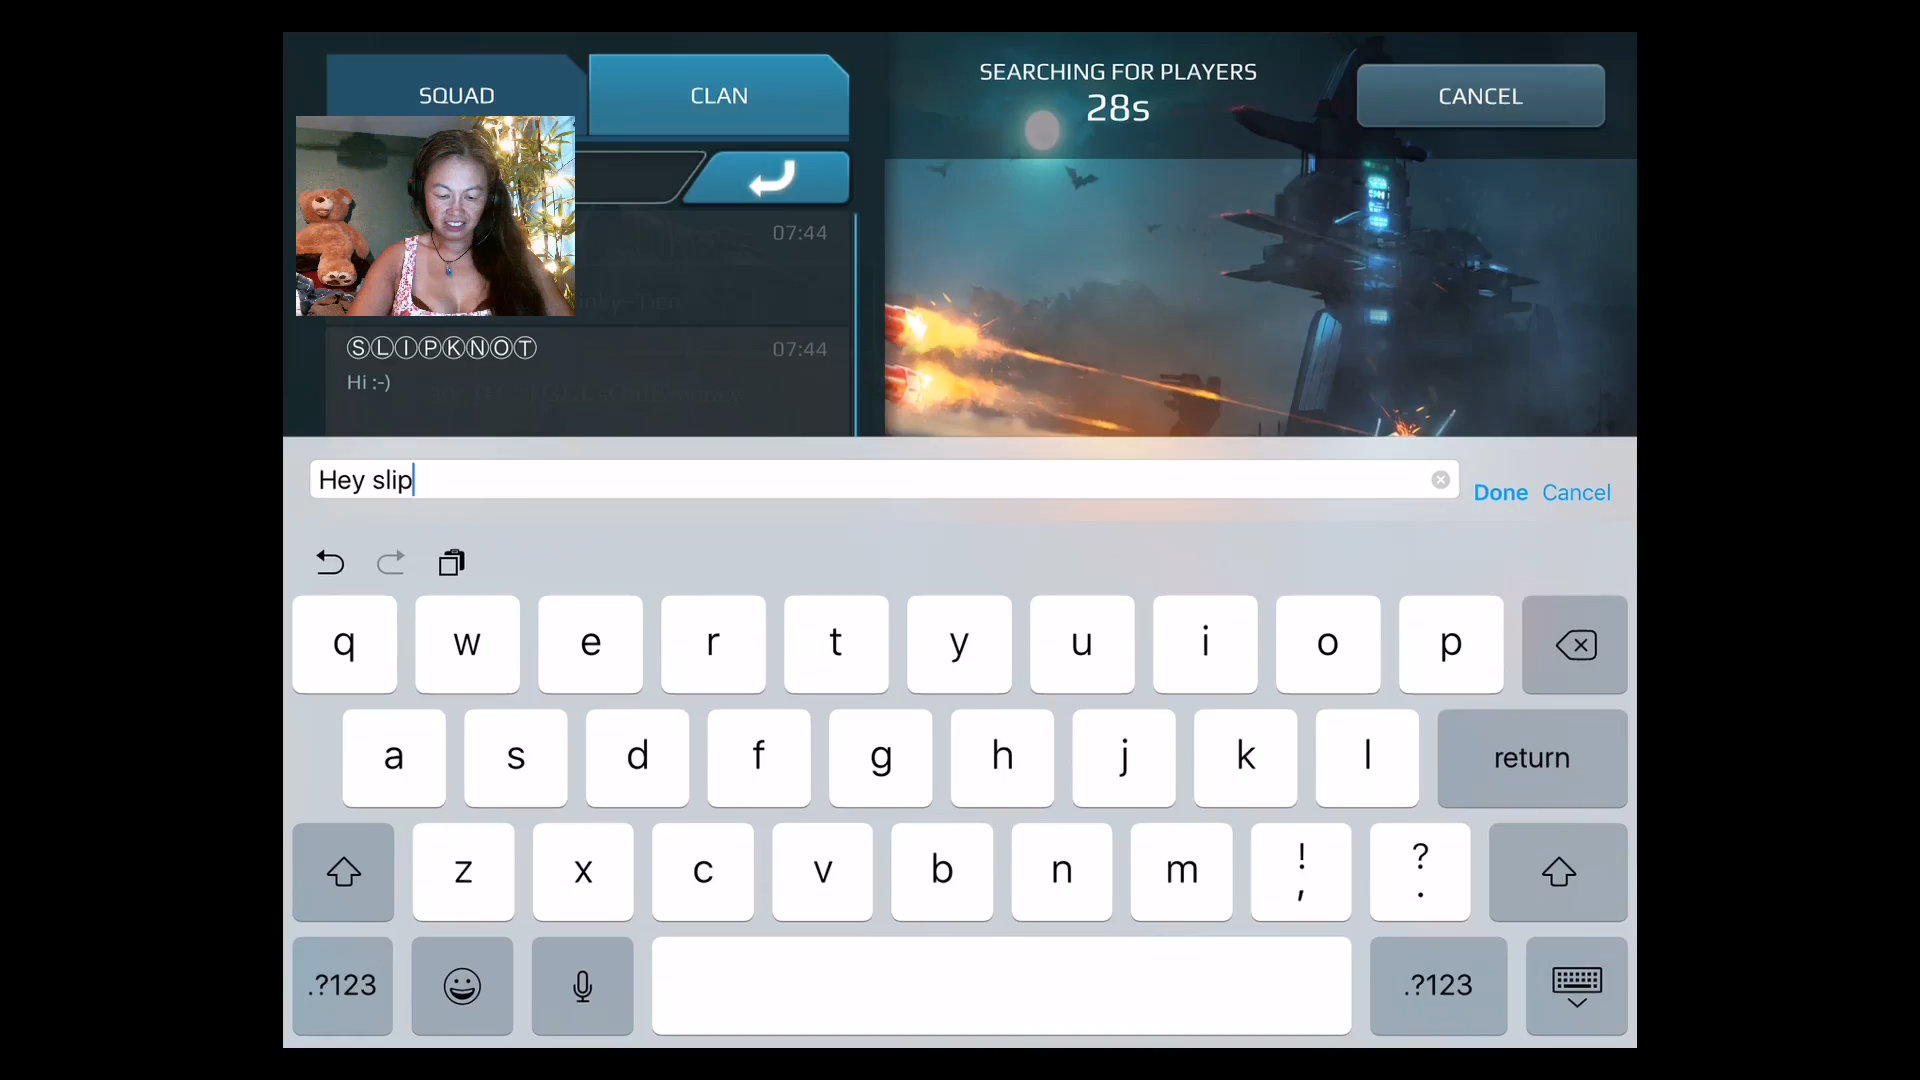 SQUAD
CLAN
SEARCHING FOR PLAYERS
28s
CANCEL
07:44
ⓈⓁⒾⓅⓀⓃⓄⓉ
07:44
Hi :-)
Hey slip
Done
Cancel
q w e r t y u i o p
a s d f g h j k l return
z x c v b n m ! , ? .
.?123
.?123